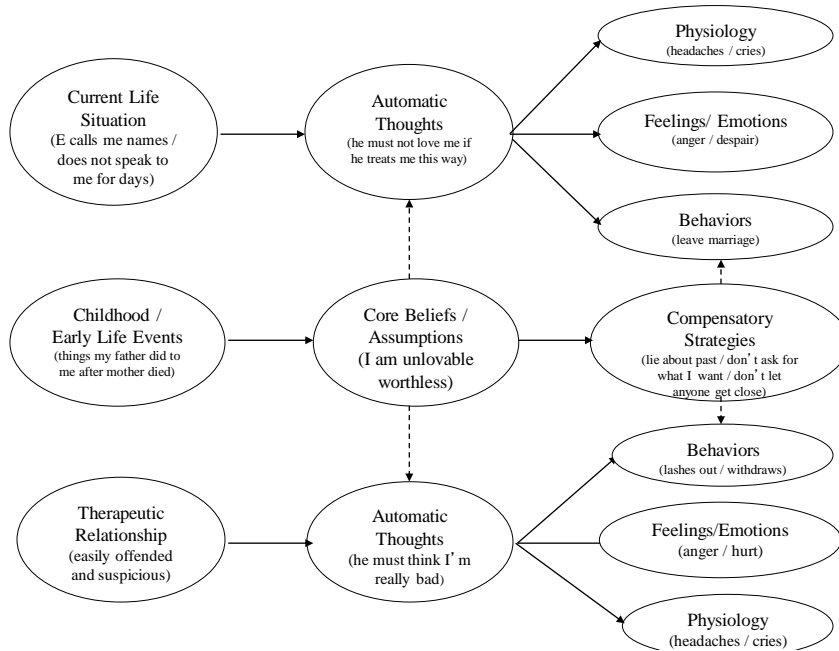 Physiology
(headaches / cries)
Current Life
Situation
(E calls me names /
does not speak to
me for days)
Automatic
Thoughts
(he must not love me if
he treats me this way)
Feelings/ Emotions
(anger / despair)
Behaviors
(leave marriage)
Childhood /
Early Life Events
(things my father did to
me after mother died)
Core Beliefs /
Assumptions
(I am unlovable
worthless)
Compensatory
Strategies
(lie about past / don't ask for
what I want / don't let
anyone get close)
Behaviors
(lashes out / withdraws)
Therapeutic
Relationship
(easily offended
and suspicious)
Automatic
Thoughts
(he must think I'm
really bad)
Feelings/Emotions
(anger / hurt)
Physiology
(headaches / cries)